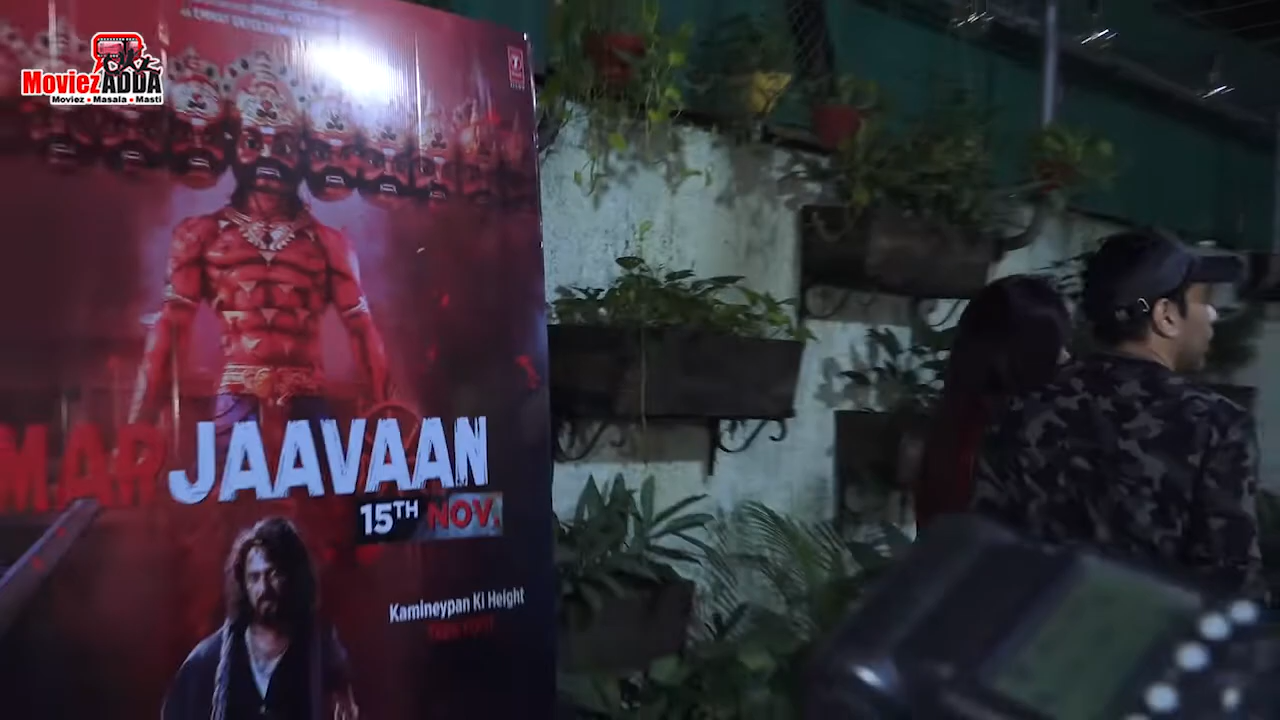 MoviezADDA
Moviez • Masala • Masti
MAR JAAVAAN
15TH NOV.
Kamineypan Ki Height